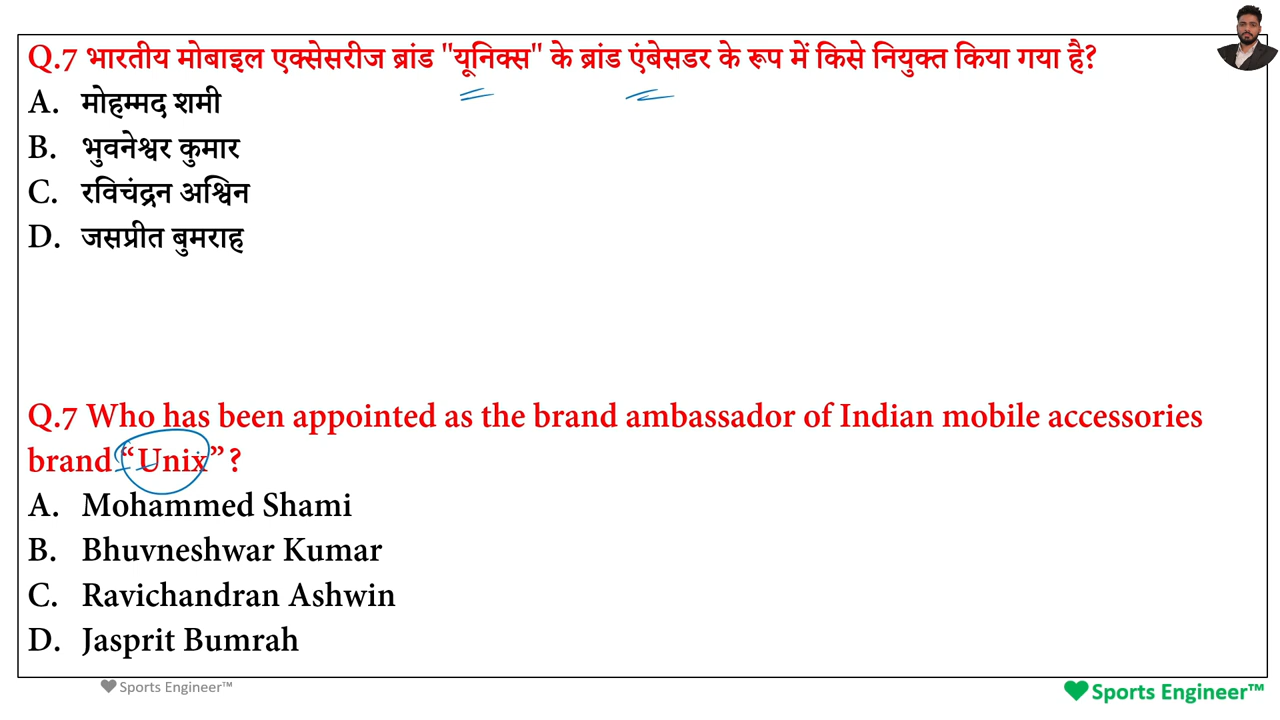 Q.7 भारतीय मोबाइल एक्सेसरीज ब्रांड "यूनिक्स" के ब्रांड एंबेसडर के रूप में किसे नियुक्त किया गया है?
A. मोहम्मद शमी
B. भुवनेश्वर कुमार
C. रविचंद्रन अश्विन
D. जसप्रीत बुमराह
Q.7 Who has been appointed as the brand ambassador of Indian mobile accessories
brand “Unix”?
A. Mohammed Shami
B. Bhuvneshwar Kumar
C. Ravichandran Ashwin
D. Jasprit Bumrah
Sports Engineer™
Sports Engineer™